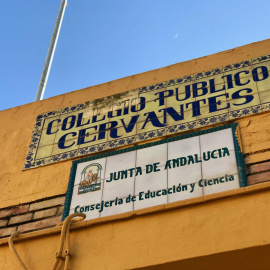 COLEGIO PUBLICO
CERVANTES
JUNTA DE ANDALUCIA
Consejería de Educación y Ciencia